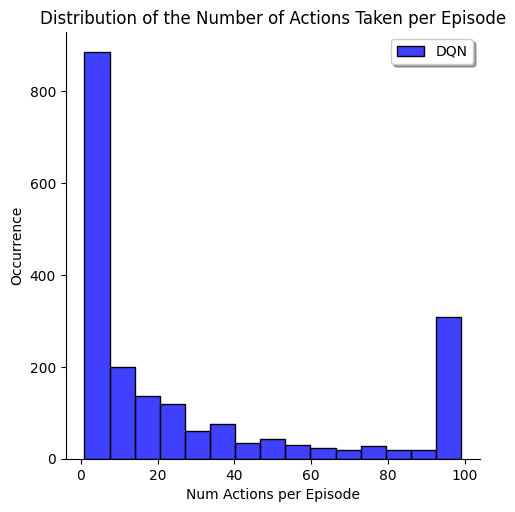 Distribution of the Number of Actions Taken per Episode
DQN
800
600
400
200
0
Occurrence
0 20 40 60 80 100
Num Actions per Episode